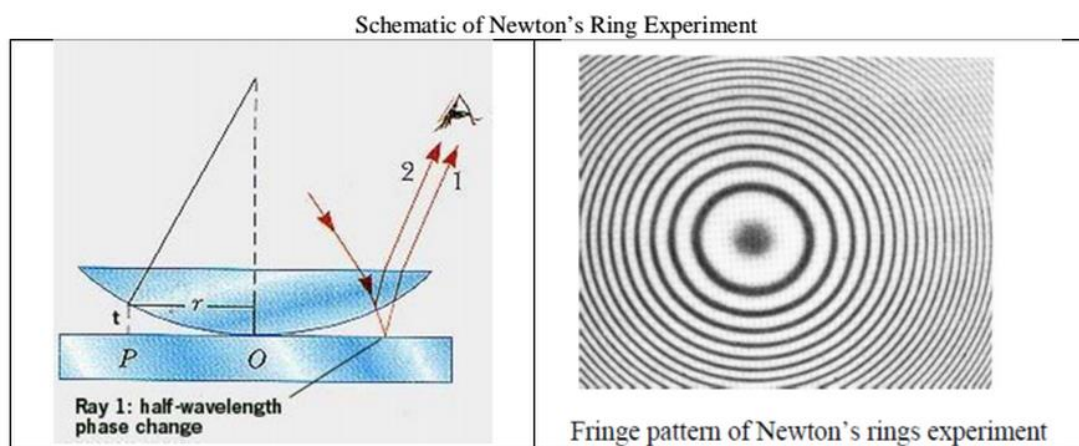 Schematic of Newton's Ring Experiment
2
1
r
t
P
O
Ray 1: half-wavelength
phase change
Fringe pattern of Newton's rings experiment